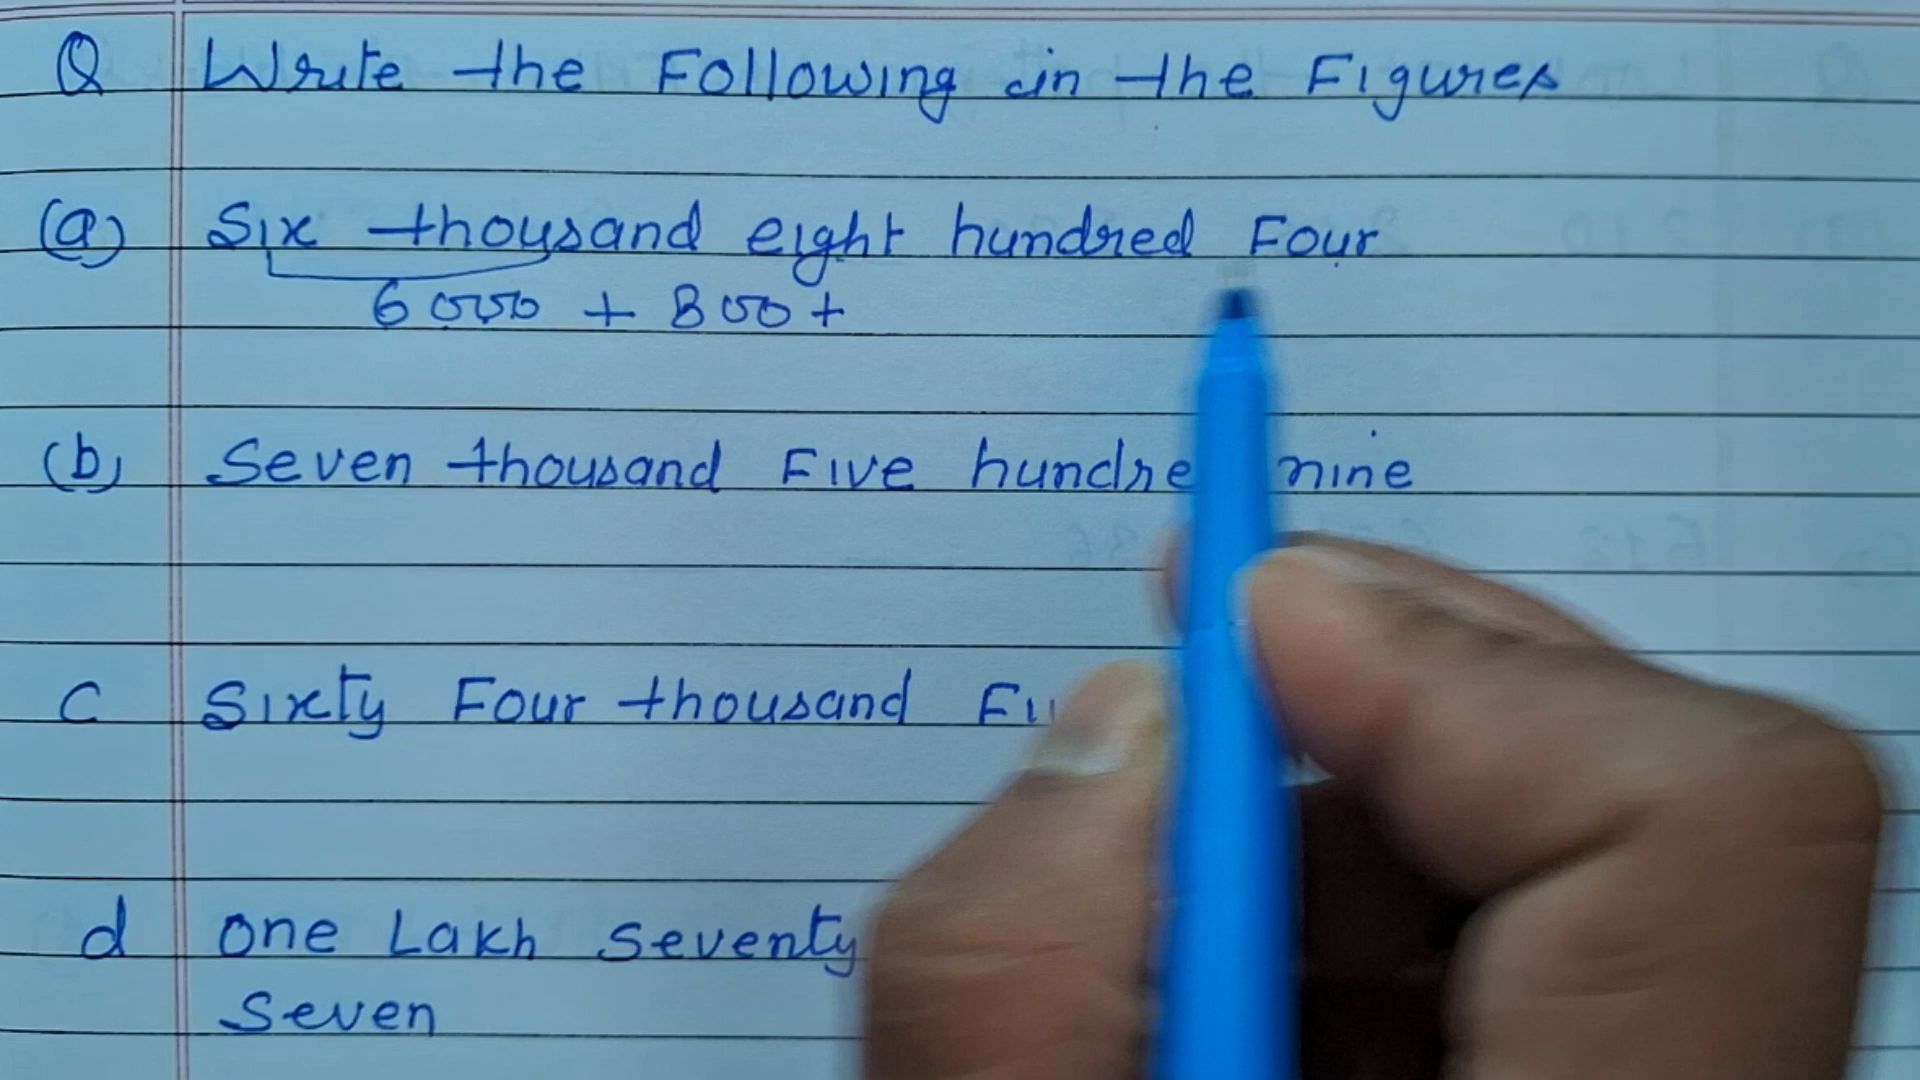 Q Write the Following in the Figures
(a) Six thousand eight hundred Four
6000 + 800 +
(b) Seven thousand Five hundre nine
c Sixty Four thousand
d One Lakh Seventy
Seven